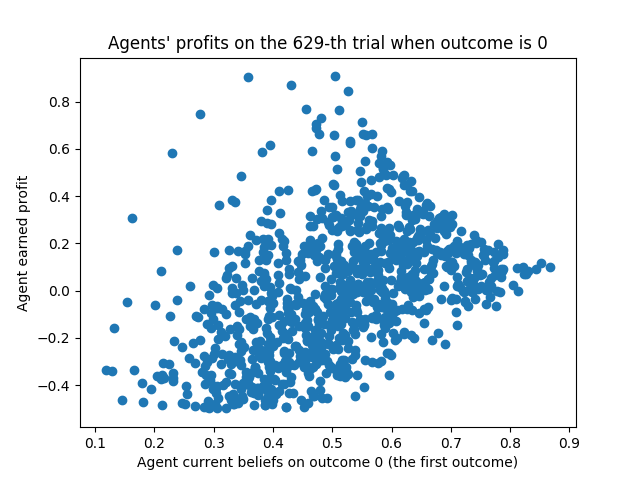 Agents' profits on the 629-th trial when outcome is 0
Agent earned profit
0.8
0.6
0.4
0.2
0.0
−0.2
−0.4
0.1 0.2 0.3 0.4 0.5 0.6 0.7 0.8 0.9
Agent current beliefs on outcome 0 (the first outcome)